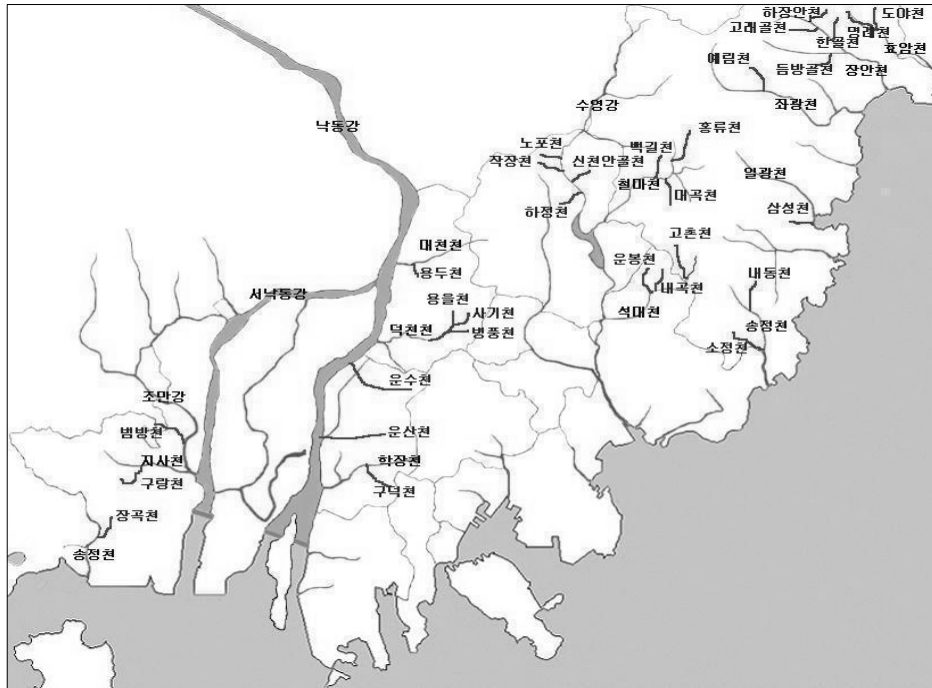 하장안천
도야천
고래골천
명례천
한골천
효암천
예림천
듬방골천
장안천
좌광천
수영강
낙동강
홍류천
노포천
백길천
작장천
신천안골천
철마천
일광천
대곡천
하정천
삼성천
고촌천
대천천
운봉천
용두천
내동천
내곡천
서낙동강
용을천
사기천
석대천
송정천
덕천천
병풍천
소정천
운수천
조만강
범방천
운산천
지사천
학장천
구랑천
구덕천
장곡천
송정천